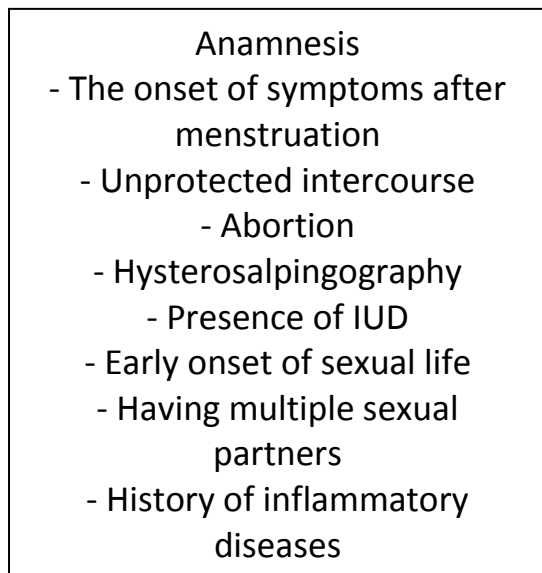 Anamnesis
- The onset of symptoms after
menstruation
- Unprotected intercourse
- Abortion
- Hysterosalpingography
- Presence of IUD
- Early onset of sexual life
- Having multiple sexual
partners
- History of inflammatory
diseases